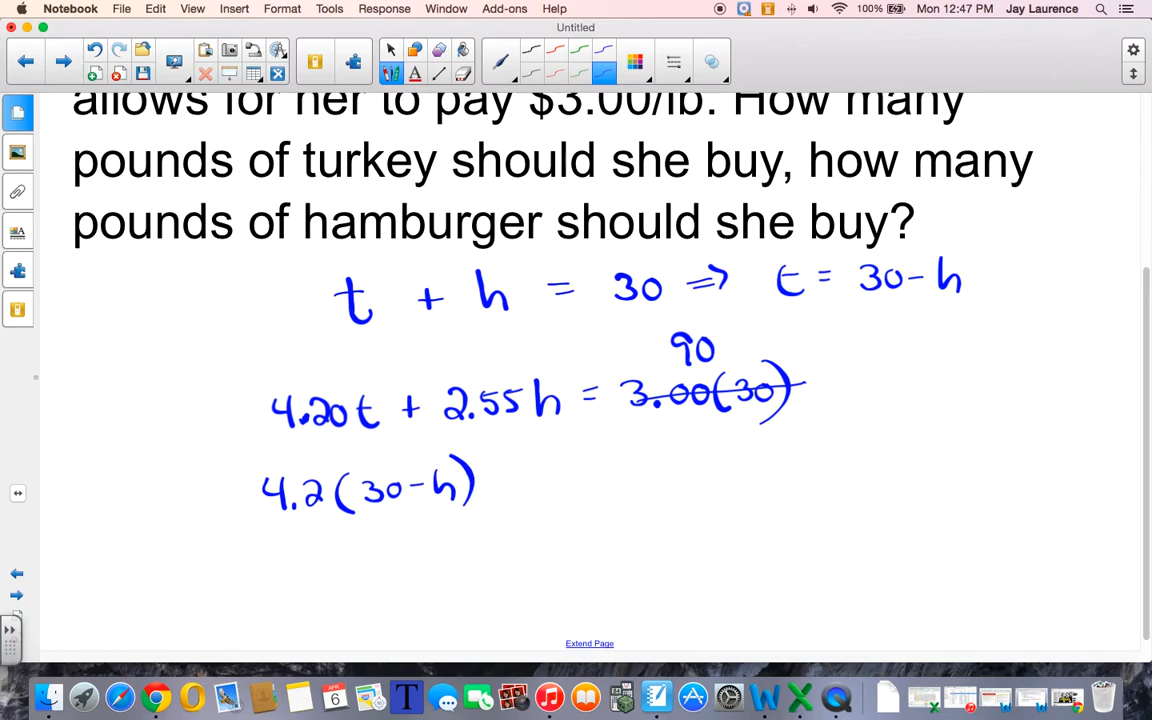 Notebook File Edit View Insert Format Tools Response Window Add-ons Help 100% Mon 12:47 PM Jay Laurence
Untitled
allows for her to pay $3.00/lb. How many
pounds of turkey should she buy, how many
pounds of hamburger should she buy?
t + h = 30 ⇒ t = 30-h
90
4.20t + 2.55h = 3.00(30)
4.2(30-h)
Extend Page